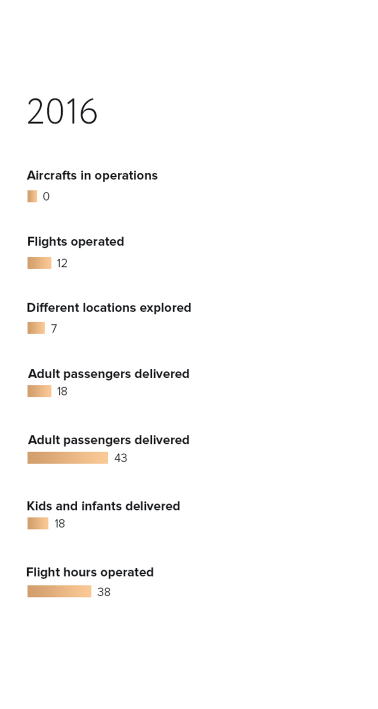 2016
Aircrafts in operations
0
Flights operated
12
Different locations explored
7
Adult passengers delivered
18
Adult passengers delivered
43
Kids and infants delivered
18
Flight hours operated
38